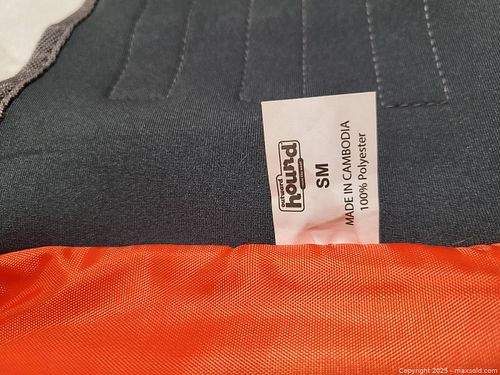 outward
hound
SM
MADE IN CAMBODIA
100% Polyester
Copyright 2025 - maxsold.com